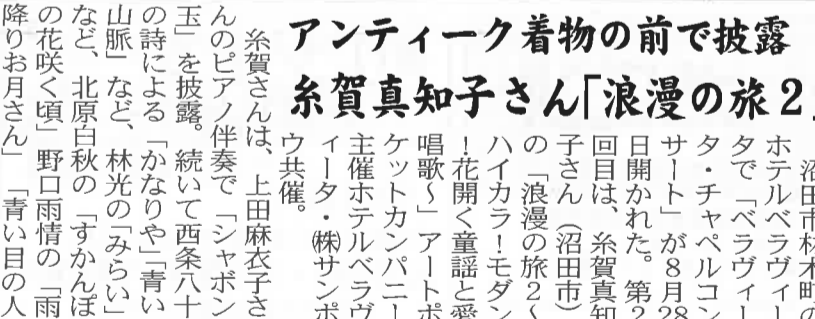 アンティーク着物の前で披露
糸賀真知子さん「浪漫の旅2」
沼田市材木町の
ホテルベラヴィー
タで「ベラヴィー
タ・チャペルコン
サート」が8月28
日開かれた。第2
回目は、糸賀真知
子さん(沼田市)
の「浪漫の旅2〜
ハイカラ!モダン
!花開く童謡と愛
唱歌〜」アートポ
ケットカンパニー
主催ホテルベラヴ
ィータ・㈱サンポ
ウ共催。
糸賀さんは、上田麻衣子さ
んのピアノ伴奏で「シャボン
玉」を披露。続いて西条八十
の詩による「かなりや」「青い
山脈」など、林光の「みらい」
など、北原白秋の「すかんぽ
の花咲く頃」野口雨情の「雨
降りお月さん」「青い目の人